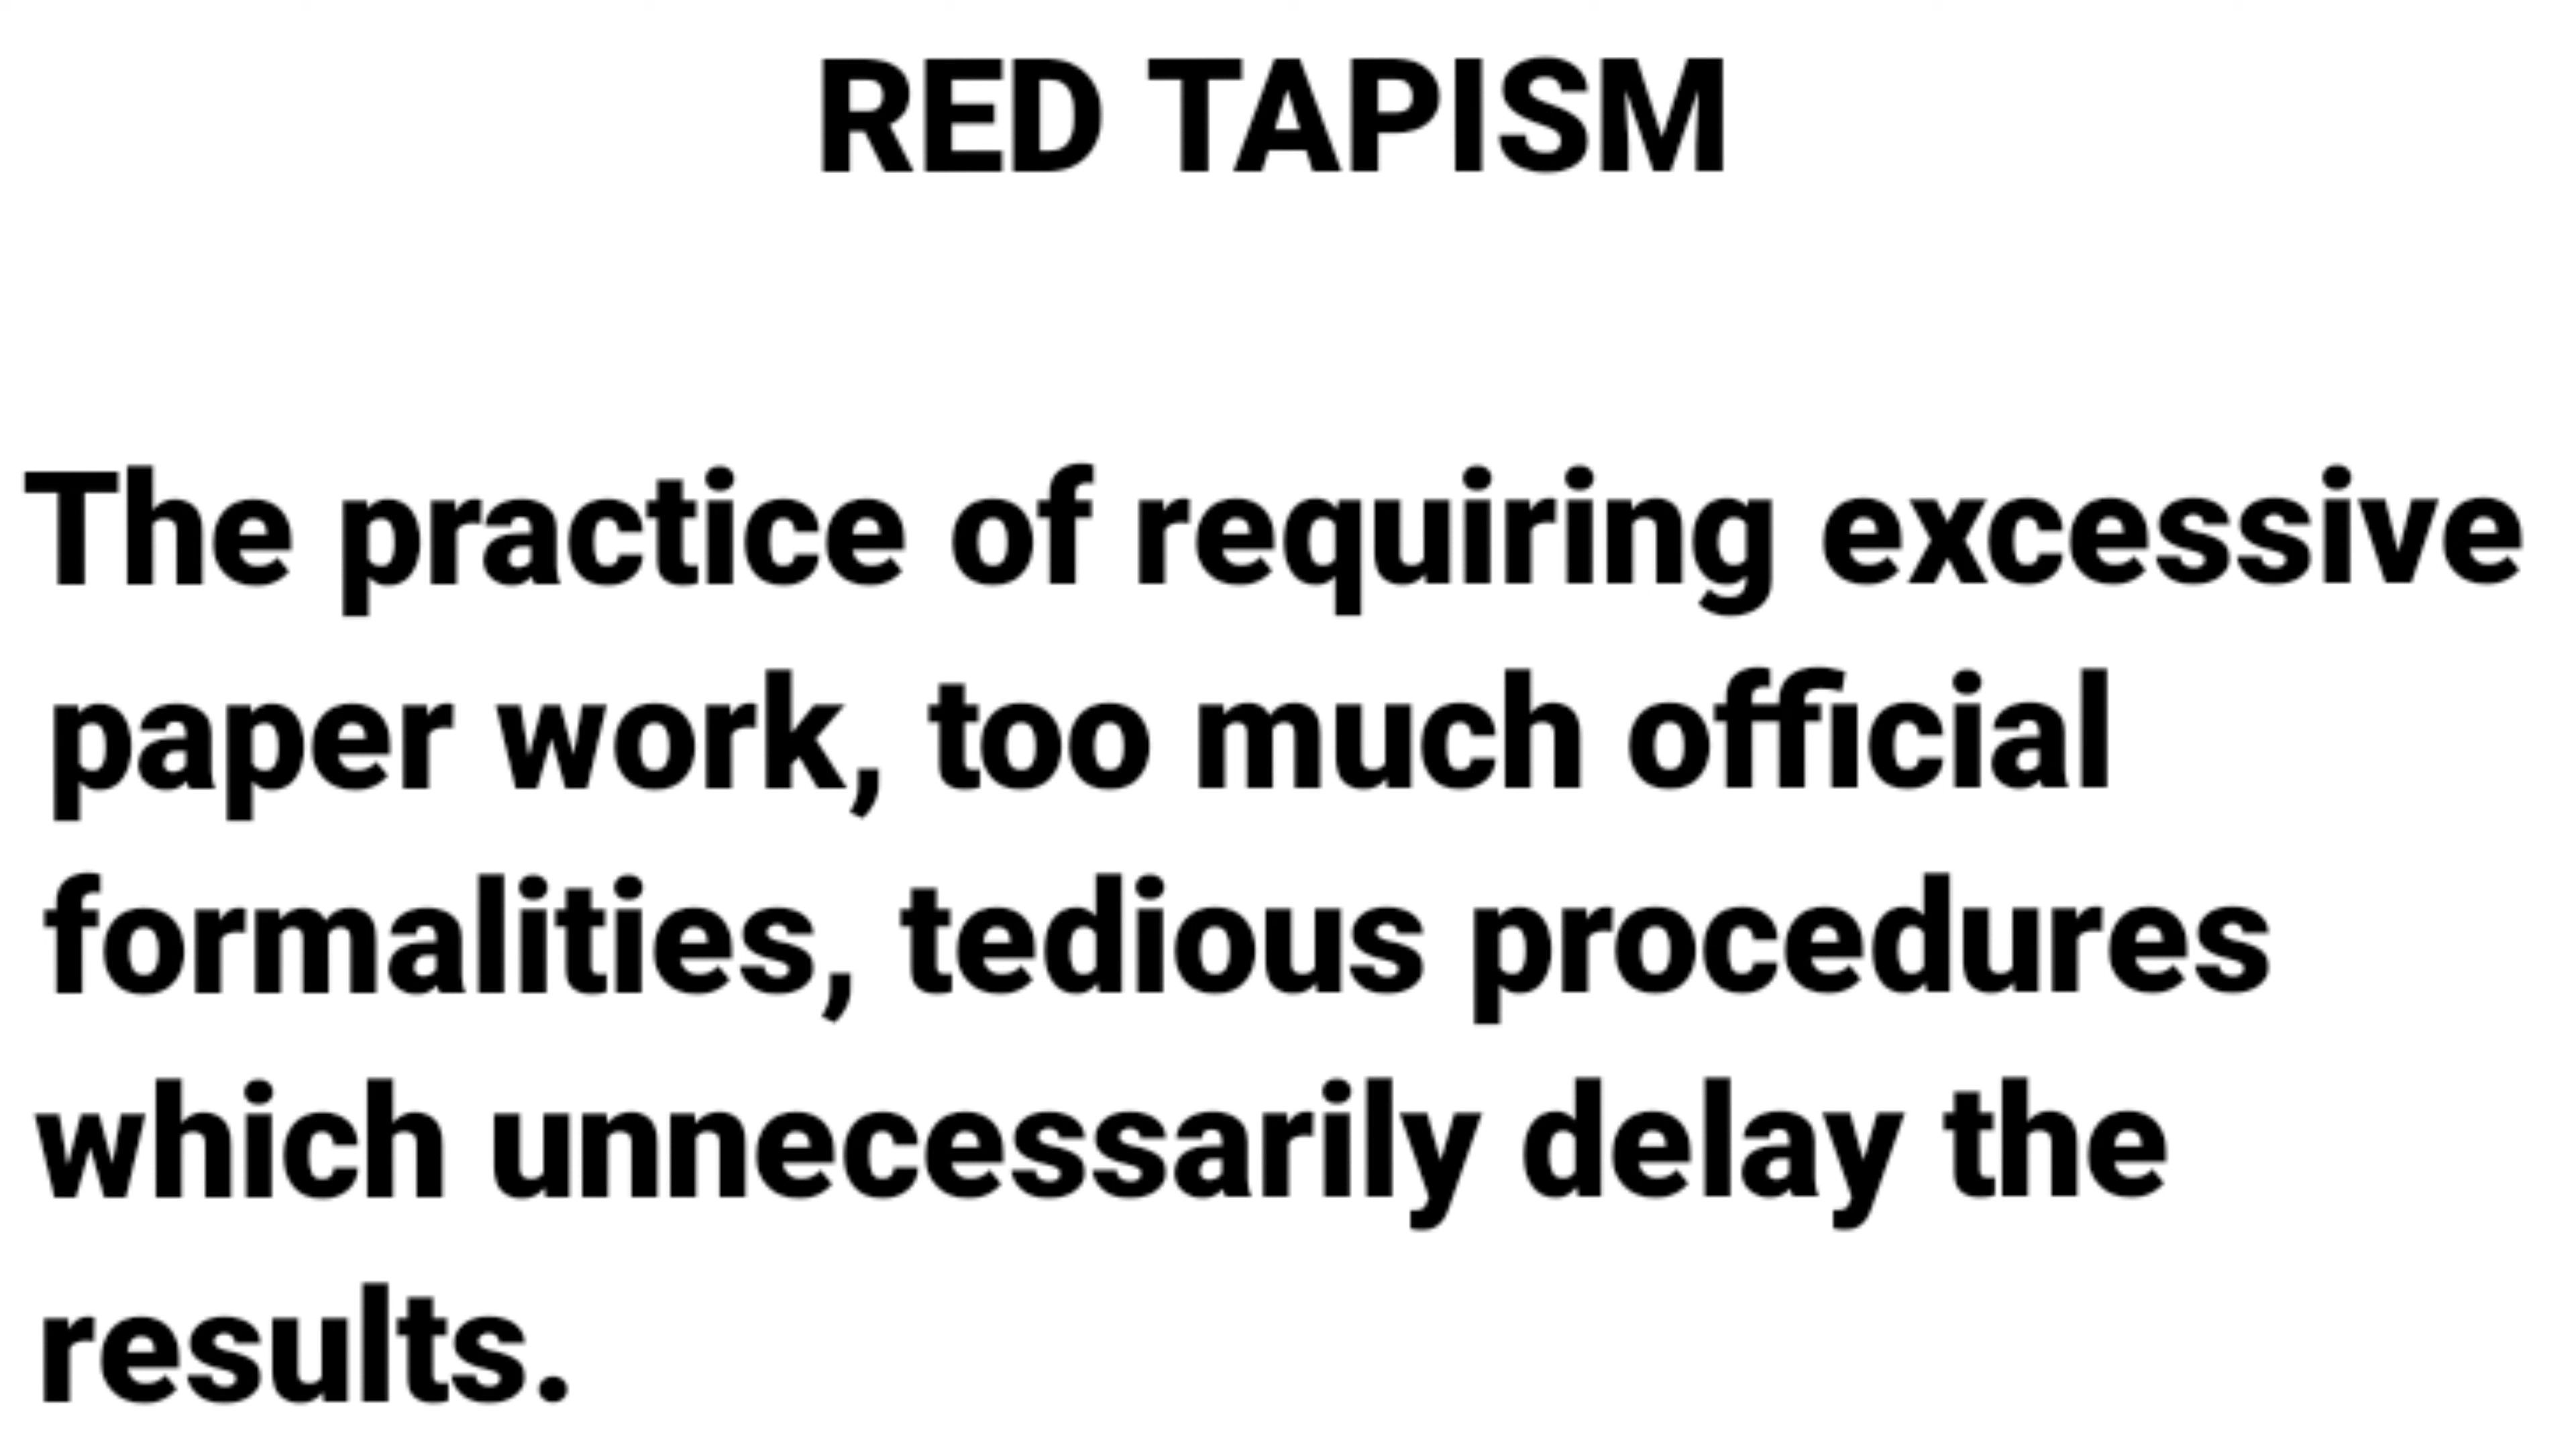 RED TAPISM
The practice of requiring excessive
paper work, too much official
formalities, tedious procedures
which unnecessarily delay the
results.